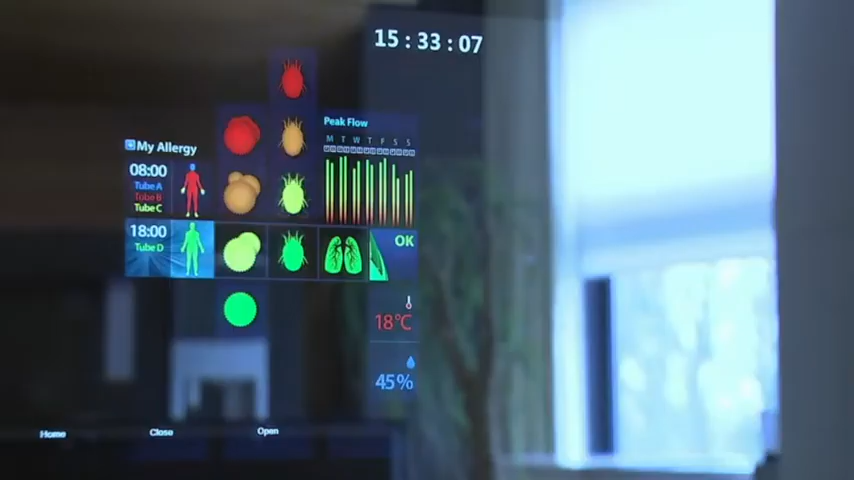 15:33:07
Peak Flow
M T W T F S S
My Allergy
08:00
Tube A
Tube B
Tube C
18:00
Tube D
OK
18°C
45%
Home Close Open